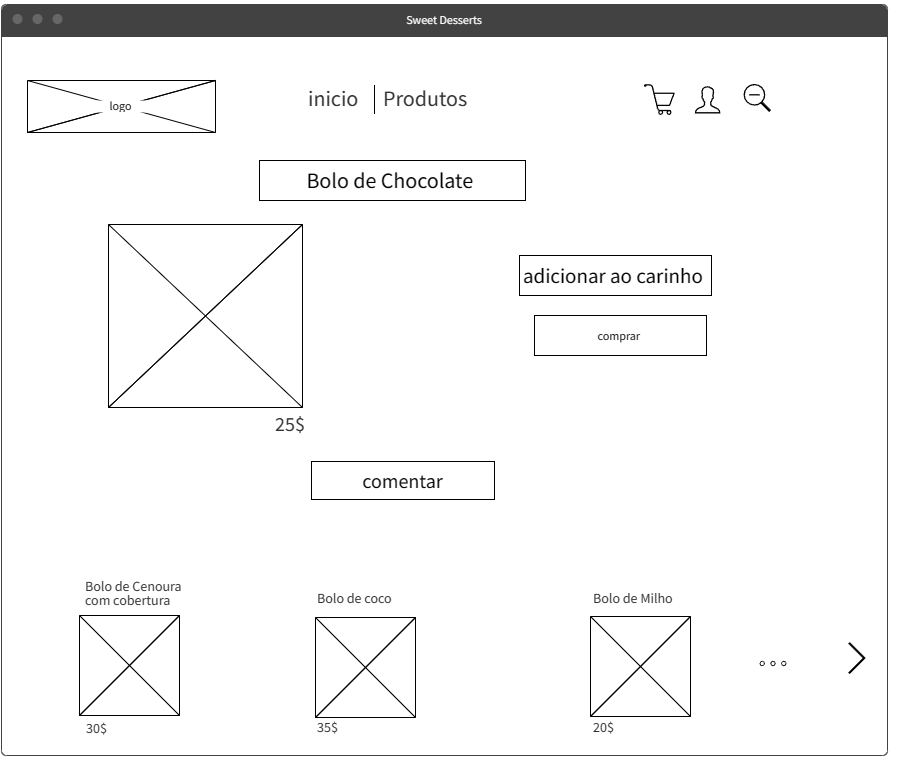 Sweet Desserts
logo
inicio
Produtos
Bolo de Chocolate
adicionar ao carinho
comprar
25$
comentar
Bolo de Cenoura
com cobertura
Bolo de coco
Bolo de Milho
30$
35$
20$